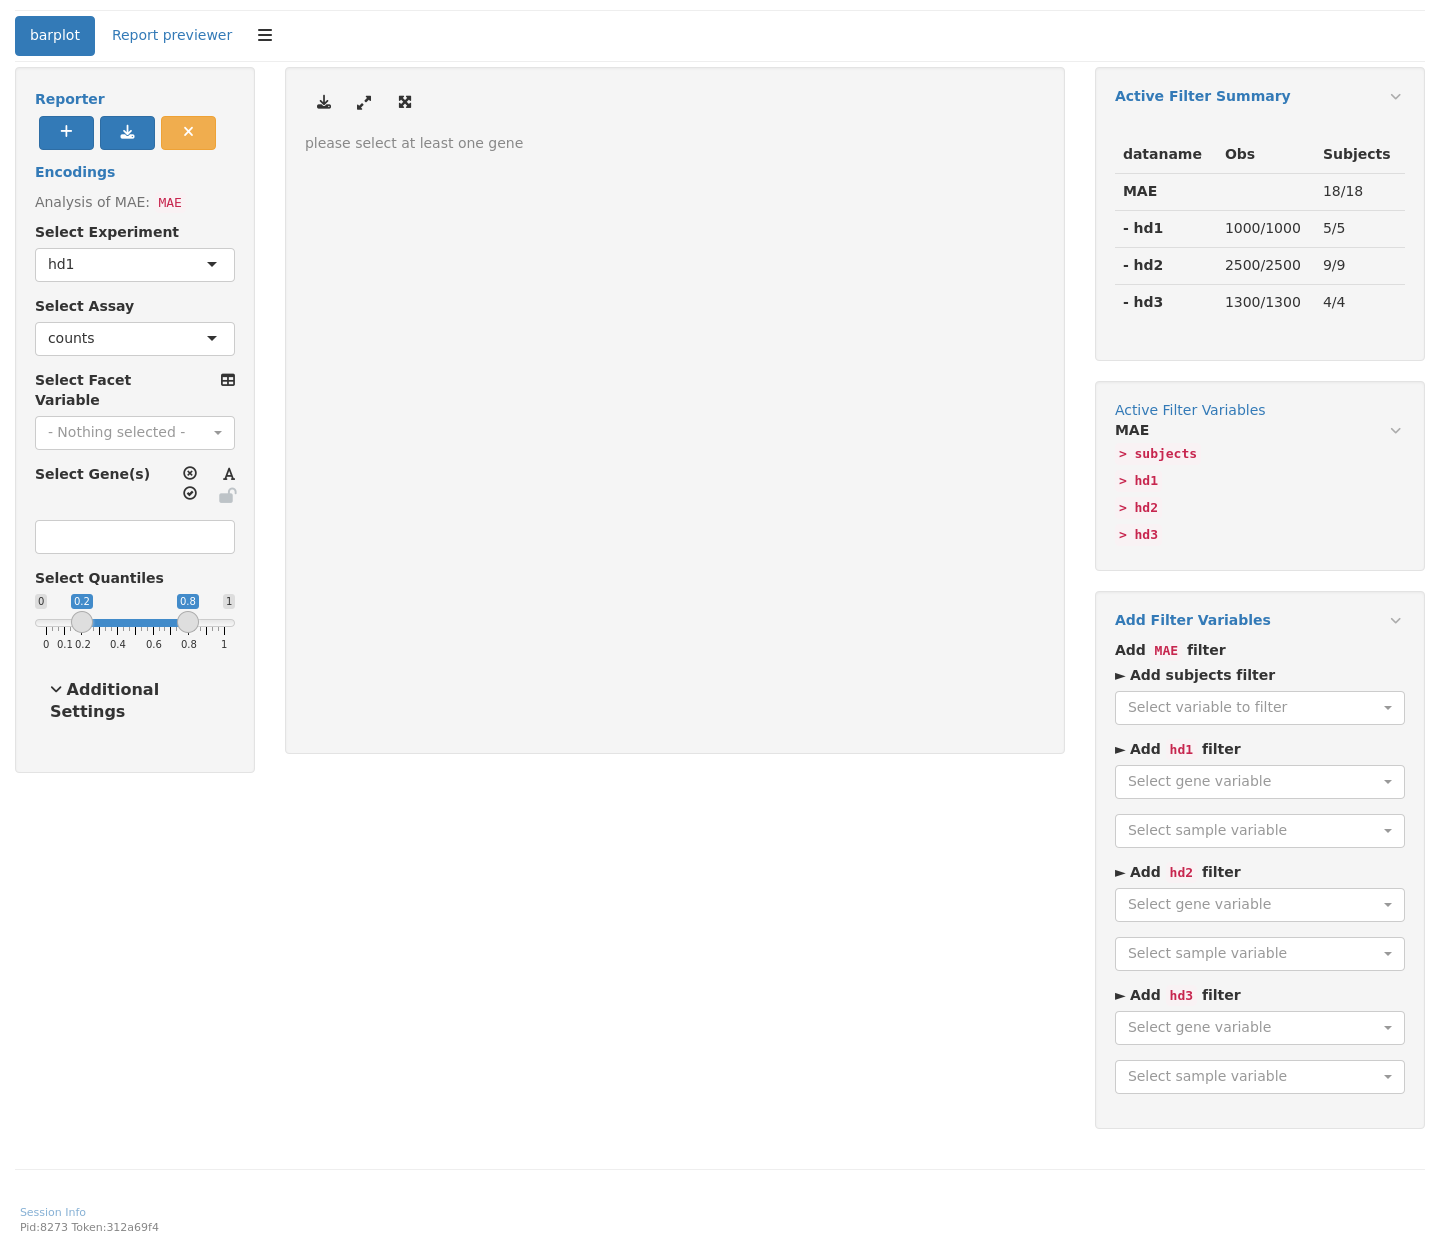 barplot
Report previewer
Reporter
Encodings
Analysis of MAE: MAE
Select Experiment
hd1
Select Assay
counts
Select Facet
Variable
- Nothing selected -
Select Gene(s)
Select Quantiles
0 0.2 0.8 1
0 0.1 0.2 0.4 0.6 0.8 1
Additional
Settings
please select at least one gene
Active Filter Summary
dataname Obs Subjects
MAE 18/18
- hd1 1000/1000 5/5
- hd2 2500/2500 9/9
- hd3 1300/1300 4/4
Active Filter Variables
MAE
> subjects
> hd1
> hd2
> hd3
Add Filter Variables
Add MAE filter
► Add subjects filter
Select variable to filter
► Add hd1 filter
Select gene variable
Select sample variable
► Add hd2 filter
Select gene variable
Select sample variable
► Add hd3 filter
Select gene variable
Select sample variable
Session Info
Pid:8273 Token:312a69f4